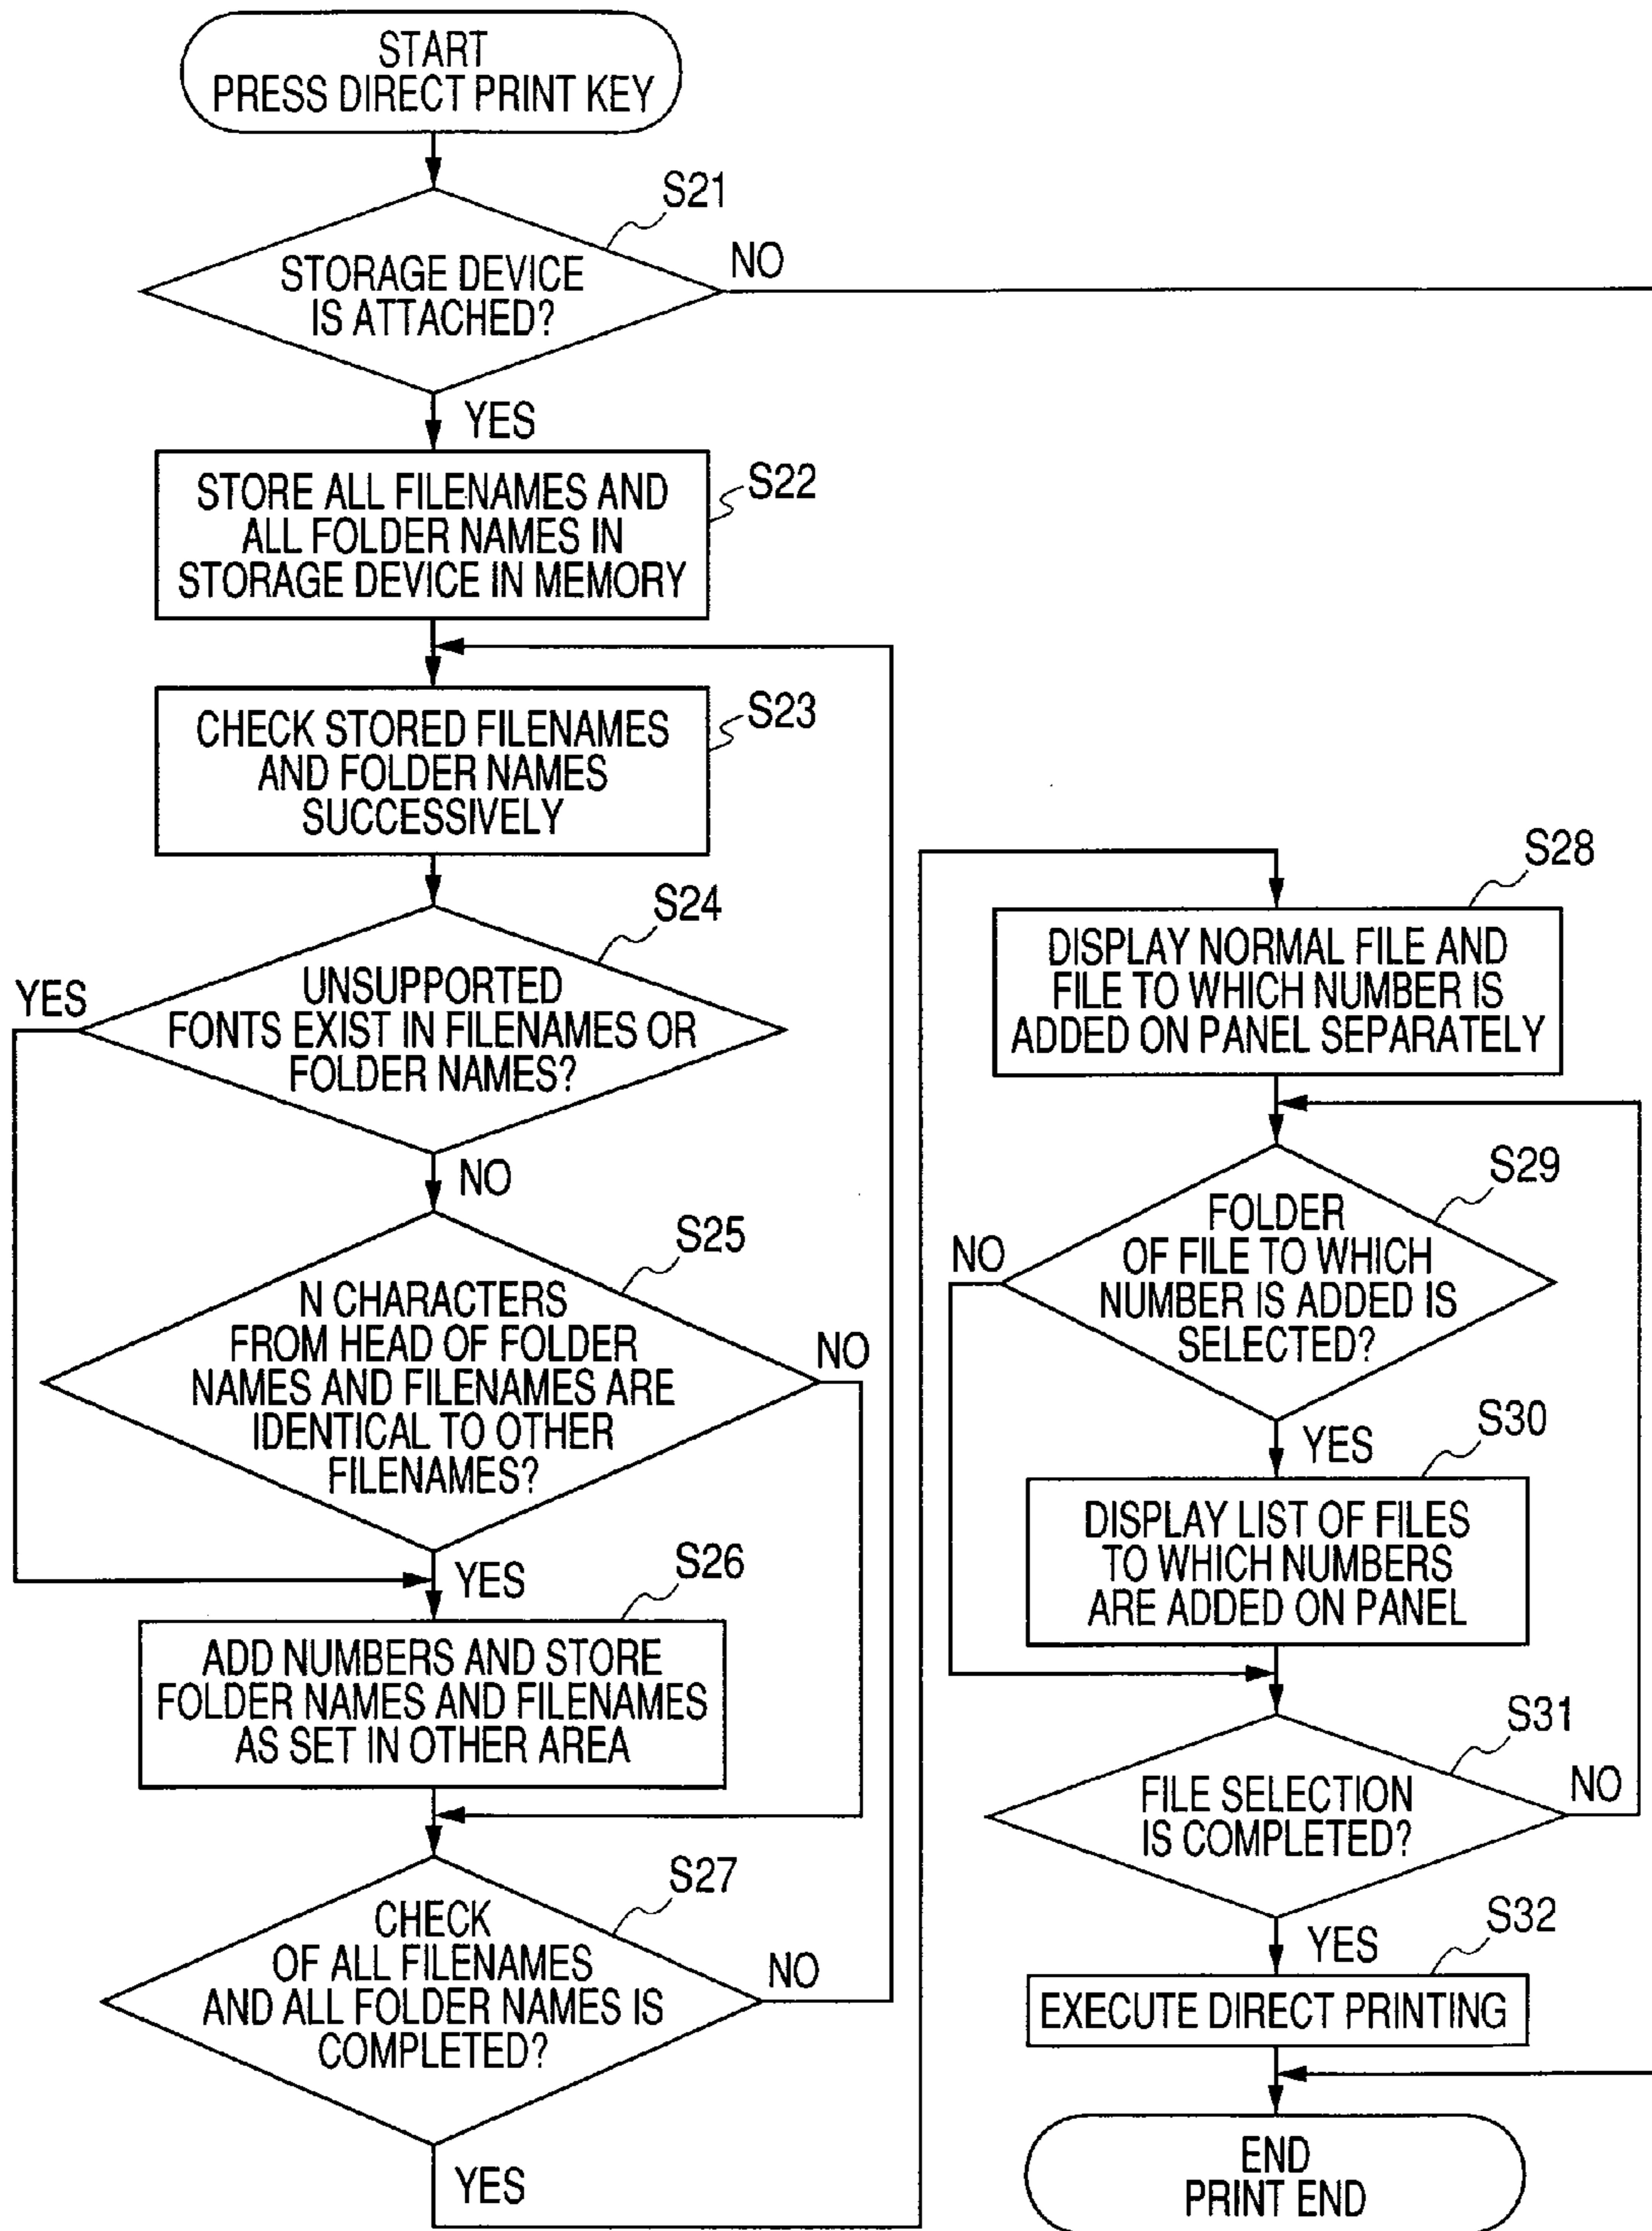 START
PRESS DIRECT PRINT KEY
S21
STORAGE DEVICE
IS ATTACHED?
NO
YES
S22
STORE ALL FILENAMES AND
ALL FOLDER NAMES IN
STORAGE DEVICE IN MEMORY
S23
CHECK STORED FILENAMES
AND FOLDER NAMES
SUCCESSIVELY
S24
UNSUPPORTED
FONTS EXIST IN FILENAMES OR
FOLDER NAMES?
YES
NO
S25
N CHARACTERS
FROM HEAD OF FOLDER
NAMES AND FILENAMES ARE
IDENTICAL TO OTHER
FILENAMES?
NO
YES
S26
ADD NUMBERS AND STORE
FOLDER NAMES AND FILENAMES
AS SET IN OTHER AREA
S27
CHECK
OF ALL FILENAMES
AND ALL FOLDER NAMES IS
COMPLETED?
NO
YES
S28
DISPLAY NORMAL FILE AND
FILE TO WHICH NUMBER IS
ADDED ON PANEL SEPARATELY
S29
FOLDER
OF FILE TO WHICH
NUMBER IS ADDED IS
SELECTED?
NO
YES
S30
DISPLAY LIST OF FILES
TO WHICH NUMBERS
ARE ADDED ON PANEL
S31
FILE SELECTION
IS COMPLETED?
NO
YES
S32
EXECUTE DIRECT PRINTING
END
PRINT END